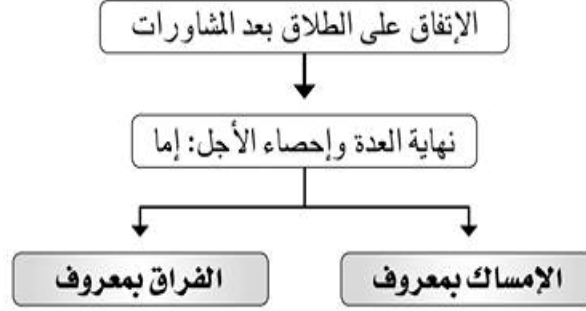 الإتفاق على الطلاق بعد المشاورات
نهاية العدة وإحصاء الأجل: إما
الإمساك بمعروف
الفراق بمعروف